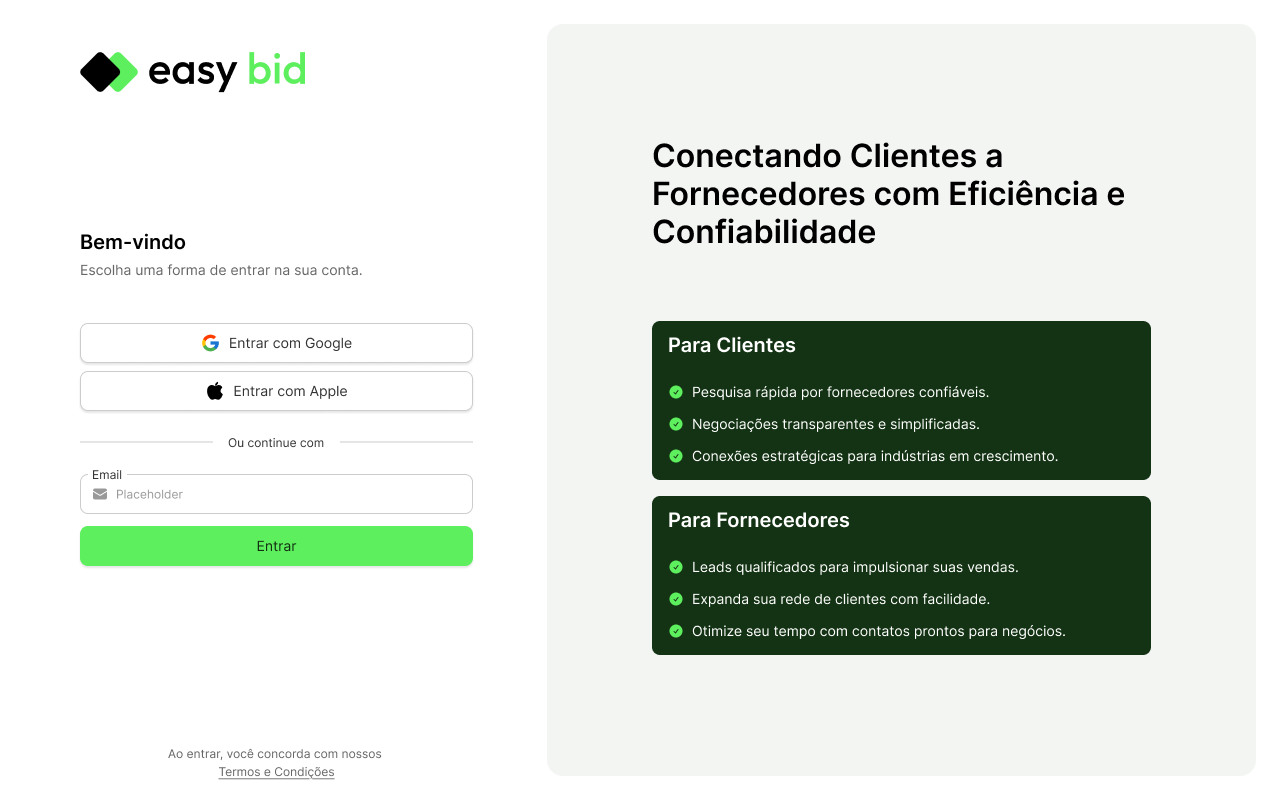 easy bid
Bem-vindo
Escolha uma forma de entrar na sua conta.
Entrar com Google
Entrar com Apple
Ou continue com
Email
Placeholder
Entrar
Ao entrar, você concorda com nossos
Termos e Condições
Conectando Clientes a
Fornecedores com Eficiência e
Confiabilidade
Para Clientes
Pesquisa rápida por fornecedores confiáveis.
Negociações transparentes e simplificadas.
Conexões estratégicas para indústrias em crescimento.
Para Fornecedores
Leads qualificados para impulsionar suas vendas.
Expanda sua rede de clientes com facilidade.
Otimize seu tempo com contatos prontos para negócios.